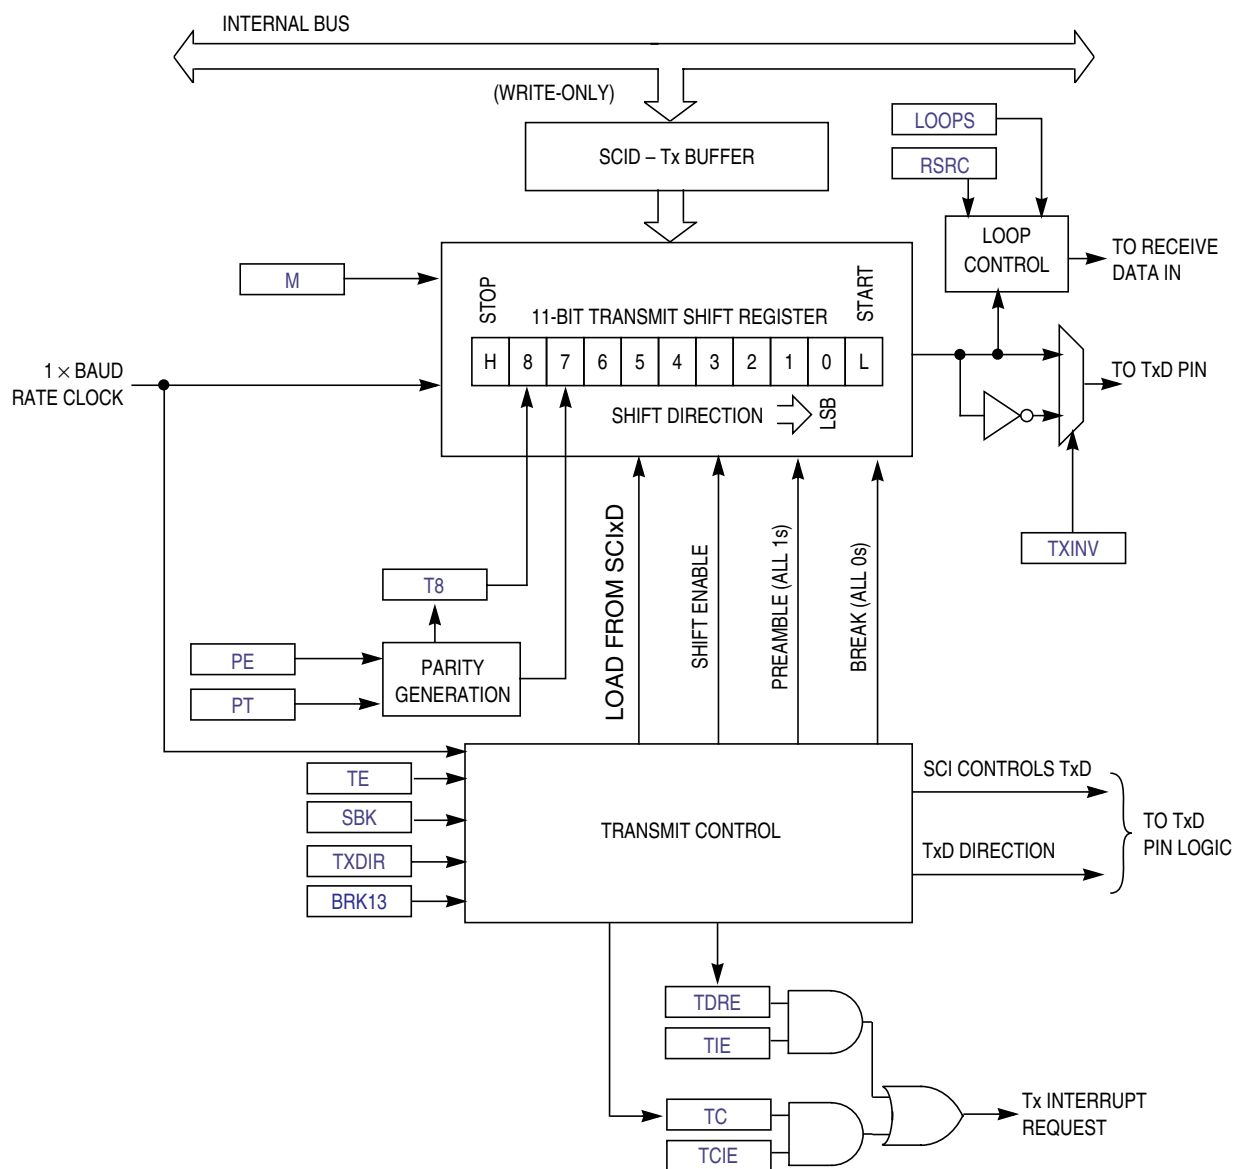 INTERNAL BUS
(WRITE-ONLY)
LOOPS
SCID – Tx BUFFER
RSRC
LOOP
CONTROL
TO RECEIVE
DATA IN
M
STOP
START
11-BIT TRANSMIT SHIFT REGISTER
H 8 7 6 5 4 3 2 1 0 L
1 × BAUD
RATE CLOCK
TO TxD PIN
SHIFT DIRECTION
LSB
TXINV
T8
LOAD FROM SCIxD
SHIFT ENABLE
PREAMBLE (ALL 1s)
BREAK (ALL 0s)
PE
PT
PARITY
GENERATION
TE
SBK
TXDIR
BRK13
TRANSMIT CONTROL
SCI CONTROLS TxD
TxD DIRECTION
TO TxD
PIN LOGIC
TDRE
TIE
TC
TCIE
Tx INTERRUPT
REQUEST